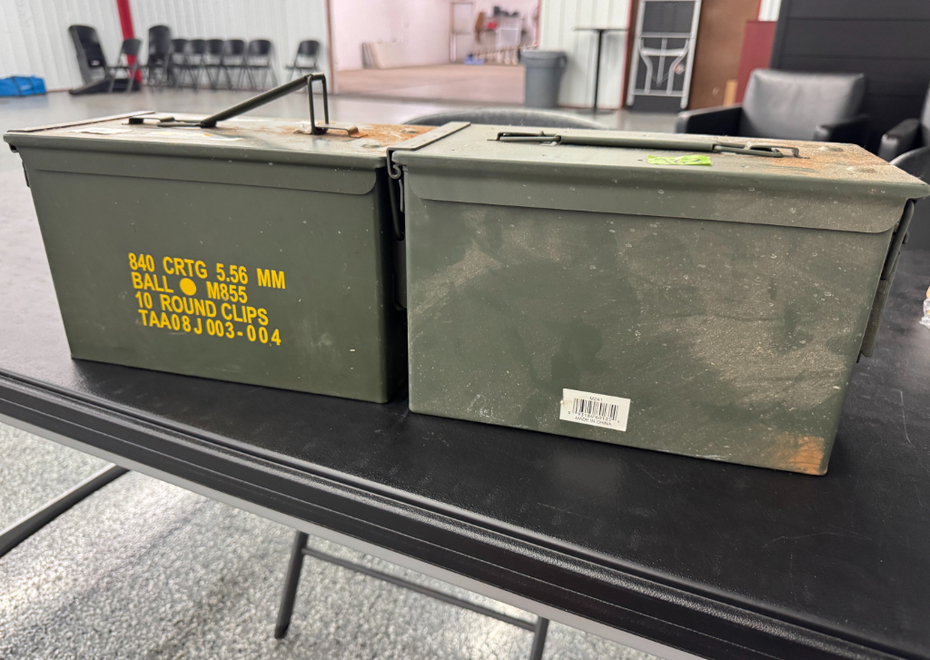 840 CRTG 5.56 MM
BALL M855
10 ROUND CLIPS
TAA08J003-004
MADE IN CHINA